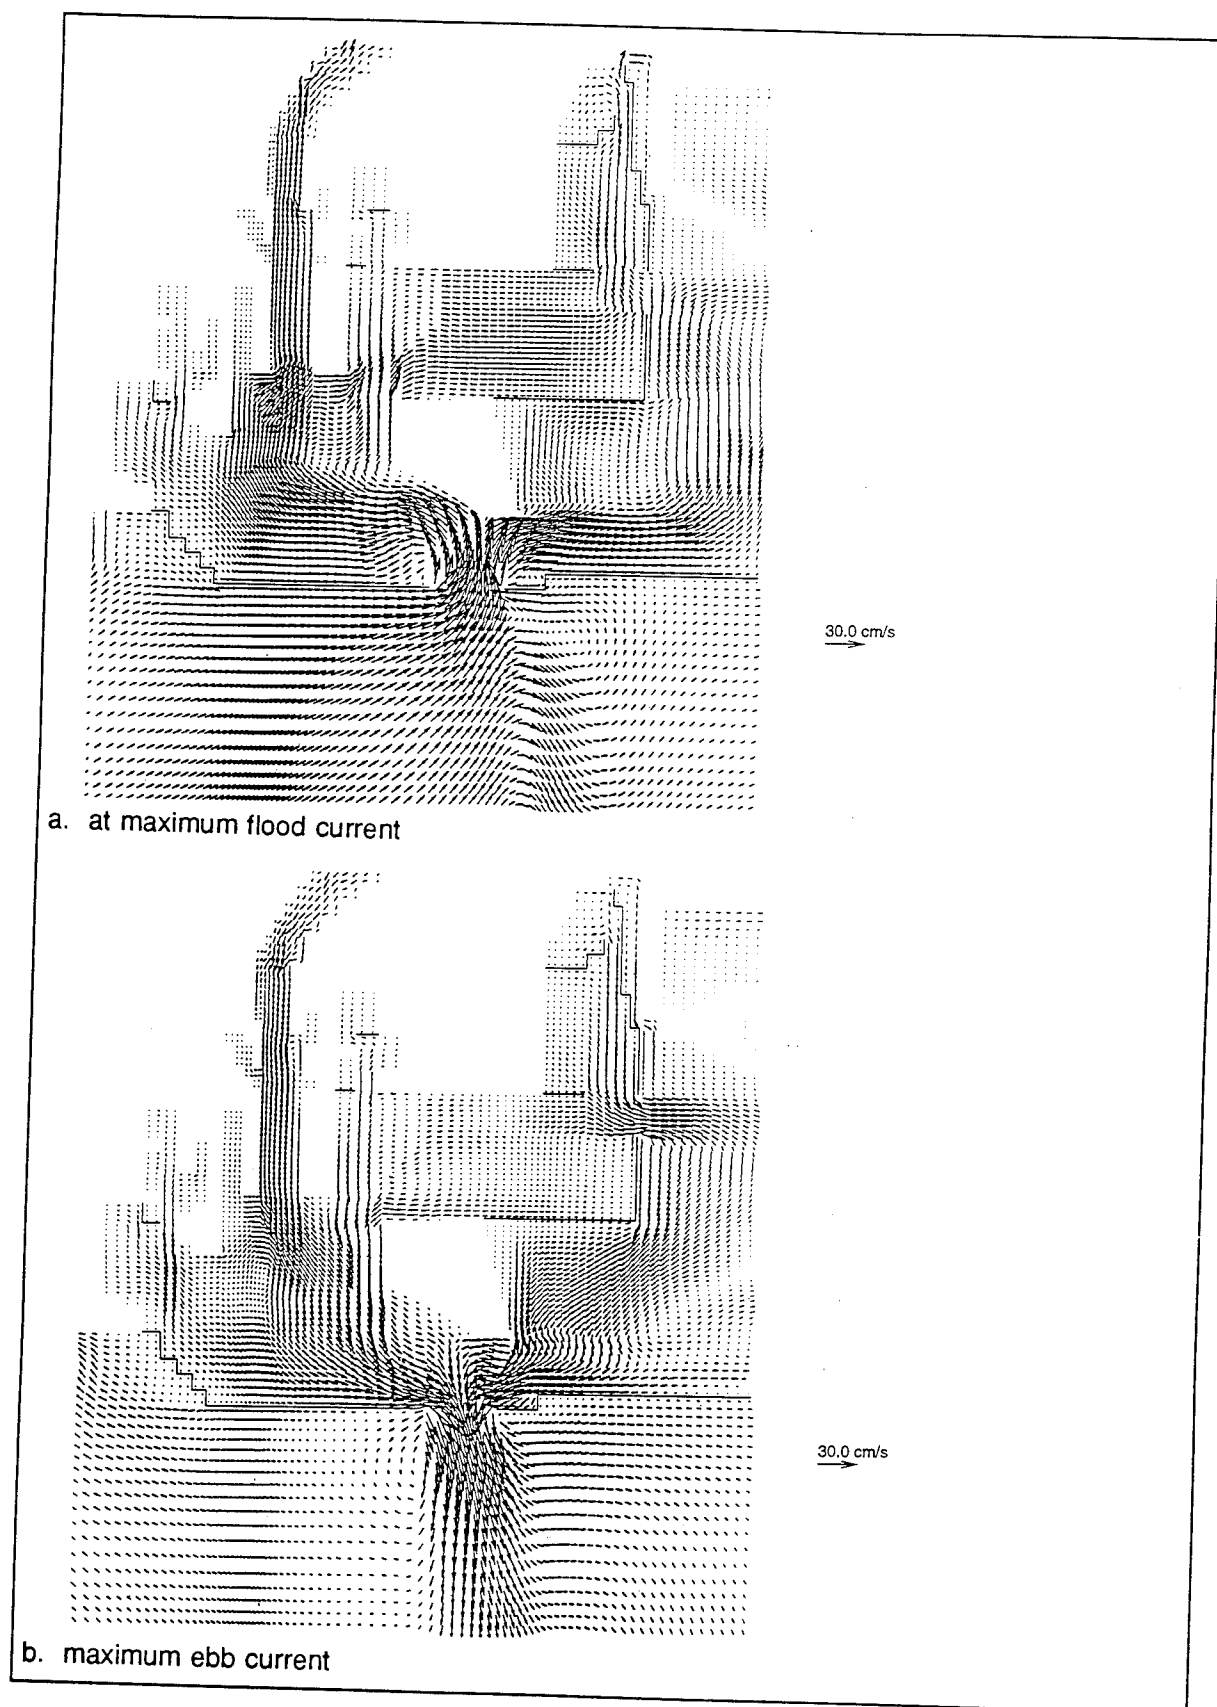 30.0 cm/s
a. at maximum flood current
30.0 cm/s
b. maximum ebb current